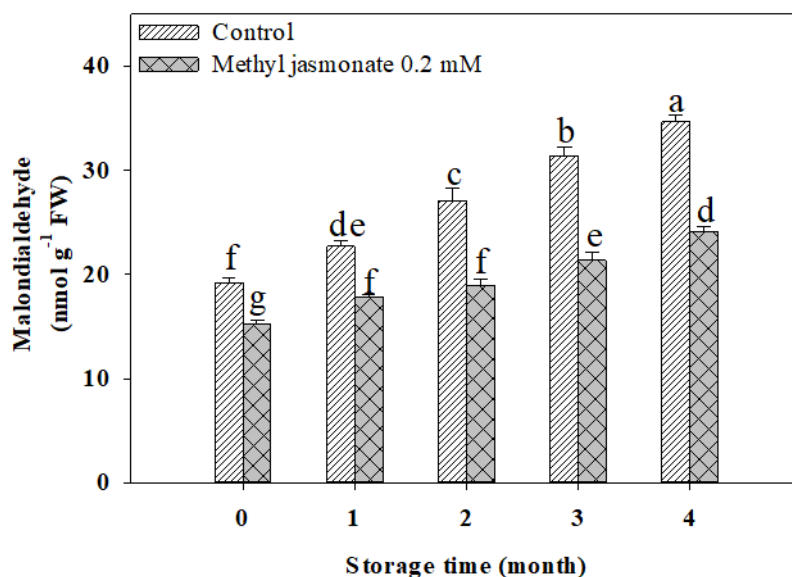 Control
Methyl jasmonate 0.2 mM
Malondialdehyde
(nmol g⁻¹ FW)
40
30
20
10
0
f
g
de
f
c
f
b
e
a
d
0 1 2 3 4
Storage time (month)